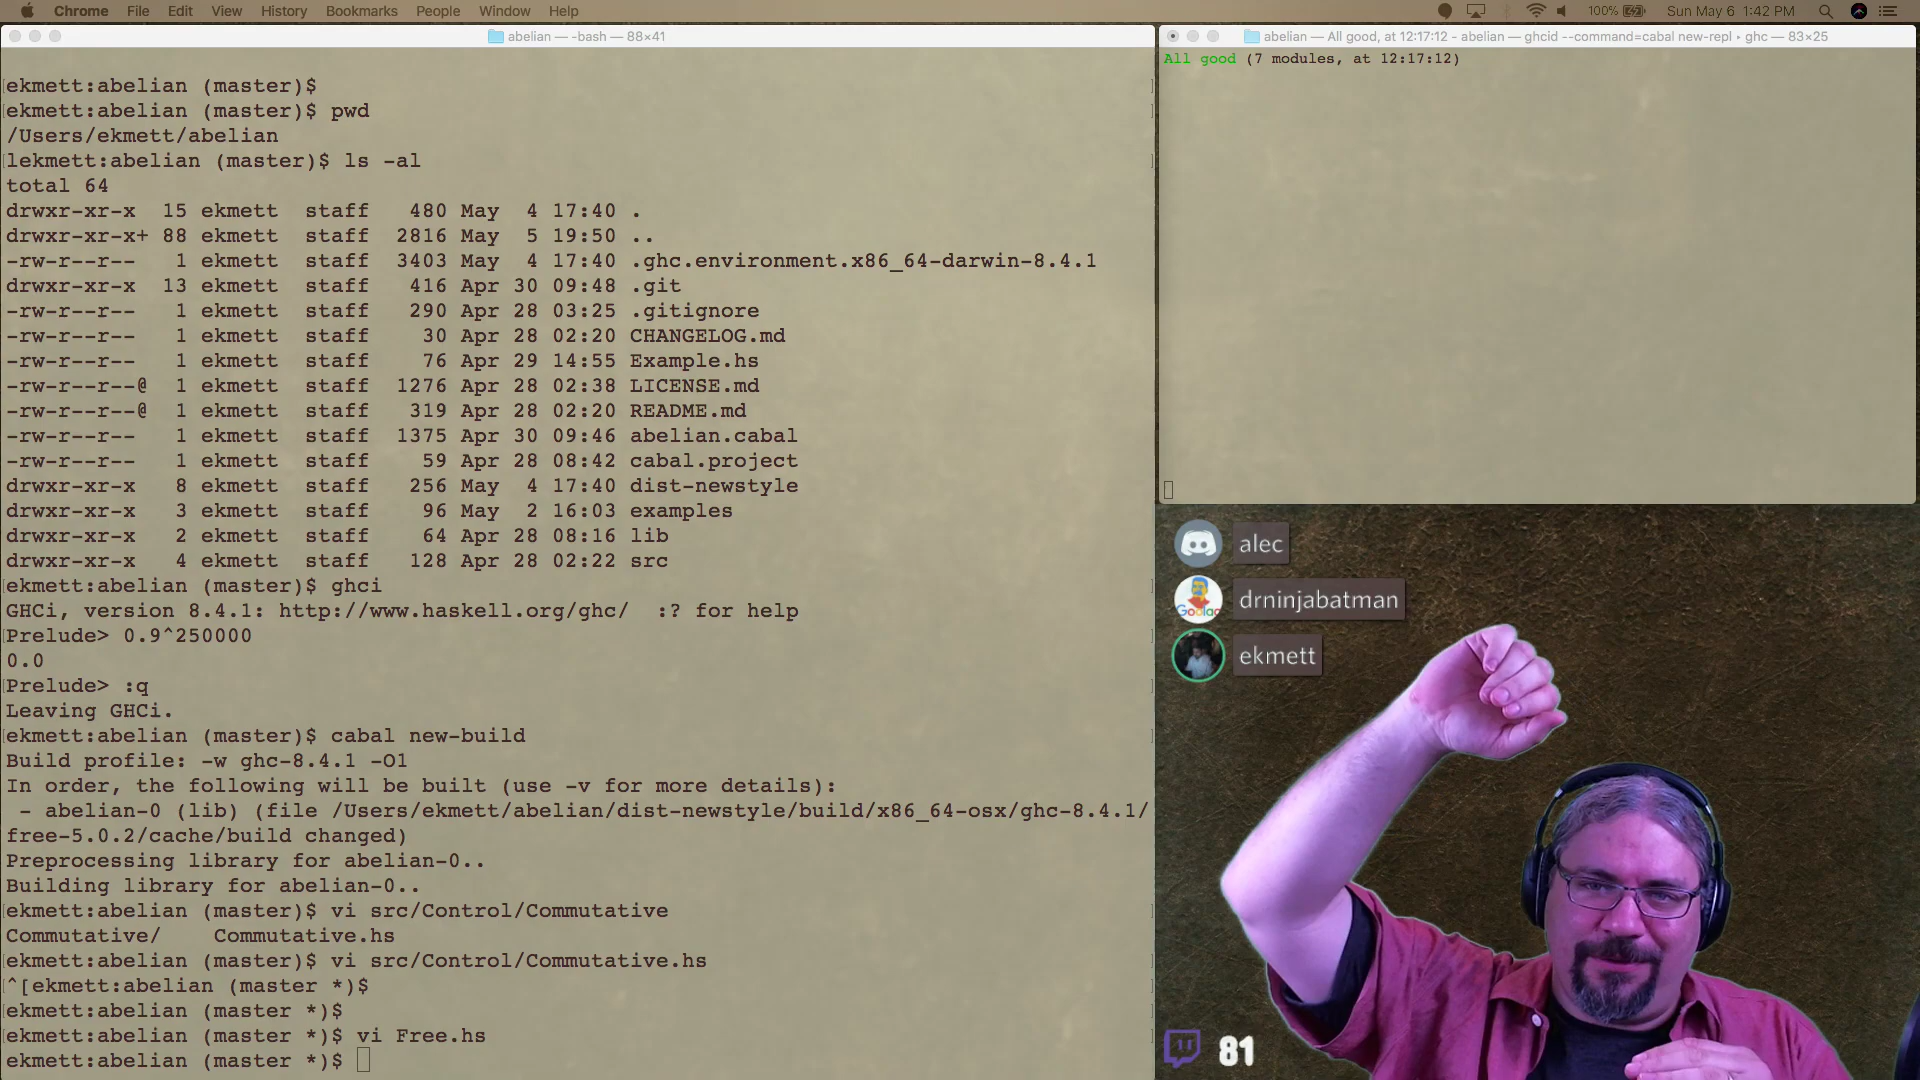 Chrome File Edit View History Bookmarks People Window Help 100% Sun May 6 1:42 PM
abelian — -bash — 88×41
ekmett:abelian (master)$
ekmett:abelian (master)$ pwd
/Users/ekmett/abelian
lekmett:abelian (master)$ ls -al
total 64
drwxr-xr-x  15 ekmett  staff   480 May  4 17:40 .
drwxr-xr-x+ 88 ekmett  staff  2816 May  5 19:50 ..
-rw-r--r--   1 ekmett  staff  3403 May  4 17:40 .ghc.environment.x86_64-darwin-8.4.1
drwxr-xr-x  13 ekmett  staff   416 Apr 30 09:48 .git
-rw-r--r--   1 ekmett  staff   290 Apr 28 03:25 .gitignore
-rw-r--r--   1 ekmett  staff    30 Apr 28 02:20 CHANGELOG.md
-rw-r--r--   1 ekmett  staff    76 Apr 29 14:55 Example.hs
-rw-r--r--@  1 ekmett  staff  1276 Apr 28 02:38 LICENSE.md
-rw-r--r--@  1 ekmett  staff   319 Apr 28 02:20 README.md
-rw-r--r--   1 ekmett  staff  1375 Apr 30 09:46 abelian.cabal
-rw-r--r--   1 ekmett  staff    59 Apr 28 08:42 cabal.project
drwxr-xr-x   8 ekmett  staff   256 May  4 17:40 dist-newstyle
drwxr-xr-x   3 ekmett  staff    96 May  2 16:03 examples
drwxr-xr-x   2 ekmett  staff    64 Apr 28 08:16 lib
drwxr-xr-x   4 ekmett  staff   128 Apr 28 02:22 src
ekmett:abelian (master)$ ghci
GHCi, version 8.4.1: http://www.haskell.org/ghc/  :? for help
Prelude> 0.9^250000
0.0
Prelude> :q
Leaving GHCi.
ekmett:abelian (master)$ cabal new-build
Build profile: -w ghc-8.4.1 -O1
In order, the following will be built (use -v for more details):
 - abelian-0 (lib) (file /Users/ekmett/abelian/dist-newstyle/build/x86_64-osx/ghc-8.4.1/
free-5.0.2/cache/build changed)
Preprocessing library for abelian-0..
Building library for abelian-0..
ekmett:abelian (master)$ vi src/Control/Commutative
Commutative/    Commutative.hs
ekmett:abelian (master)$ vi src/Control/Commutative.hs
^[ekmett:abelian (master *)$
ekmett:abelian (master *)$
ekmett:abelian (master *)$ vi Free.hs
ekmett:abelian (master *)$
abelian — All good, at 12:17:12 - abelian — ghcid --command=cabal new-repl • ghc — 83×25
All good (7 modules, at 12:17:12)
alec
drninjabatman
ekmett
81